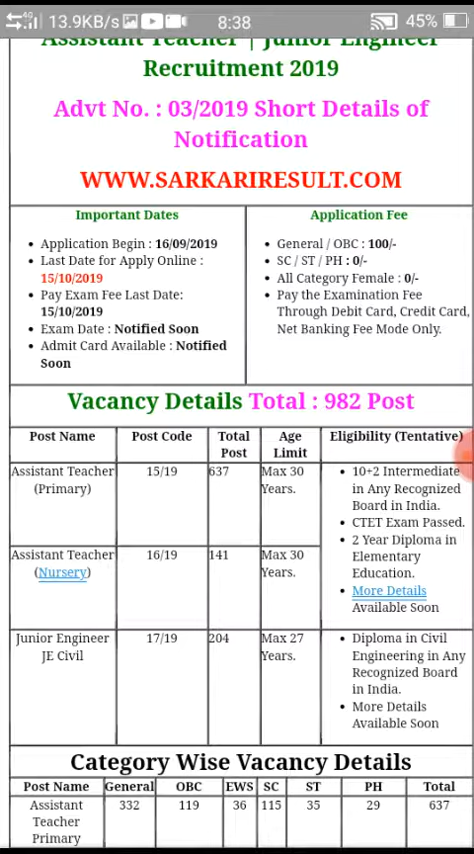 13.9KB/s 8:38 45%
Assistant Teacher | Junior Engineer
Recruitment 2019
Advt No. : 03/2019 Short Details of
Notification
WWW.SARKARIRESULT.COM
Important Dates
Application Begin : 16/09/2019
Last Date for Apply Online :
15/10/2019
Pay Exam Fee Last Date:
15/10/2019
Exam Date : Notified Soon
Admit Card Available : Notified
Soon
Application Fee
General / OBC : 100/-
SC / ST / PH : 0/-
All Category Female : 0/-
Pay the Examination Fee
Through Debit Card, Credit Card,
Net Banking Fee Mode Only.
Vacancy Details Total : 982 Post
Post Name Post Code Total Post Age Limit Eligibility (Tentative)
Assistant Teacher (Primary) 15/19 637 Max 30 Years.
10+2 Intermediate
in Any Recognized
Board in India.
CTET Exam Passed.
2 Year Diploma in
Elementary
Education.
More Details
Available Soon
Assistant Teacher (Nursery) 16/19 141 Max 30 Years.
Junior Engineer JE Civil 17/19 204 Max 27 Years.
Diploma in Civil
Engineering in Any
Recognized Board
in India.
More Details
Available Soon
Category Wise Vacancy Details
Post Name General OBC EWS SC ST PH Total
Assistant Teacher Primary 332 119 36 115 35 29 637